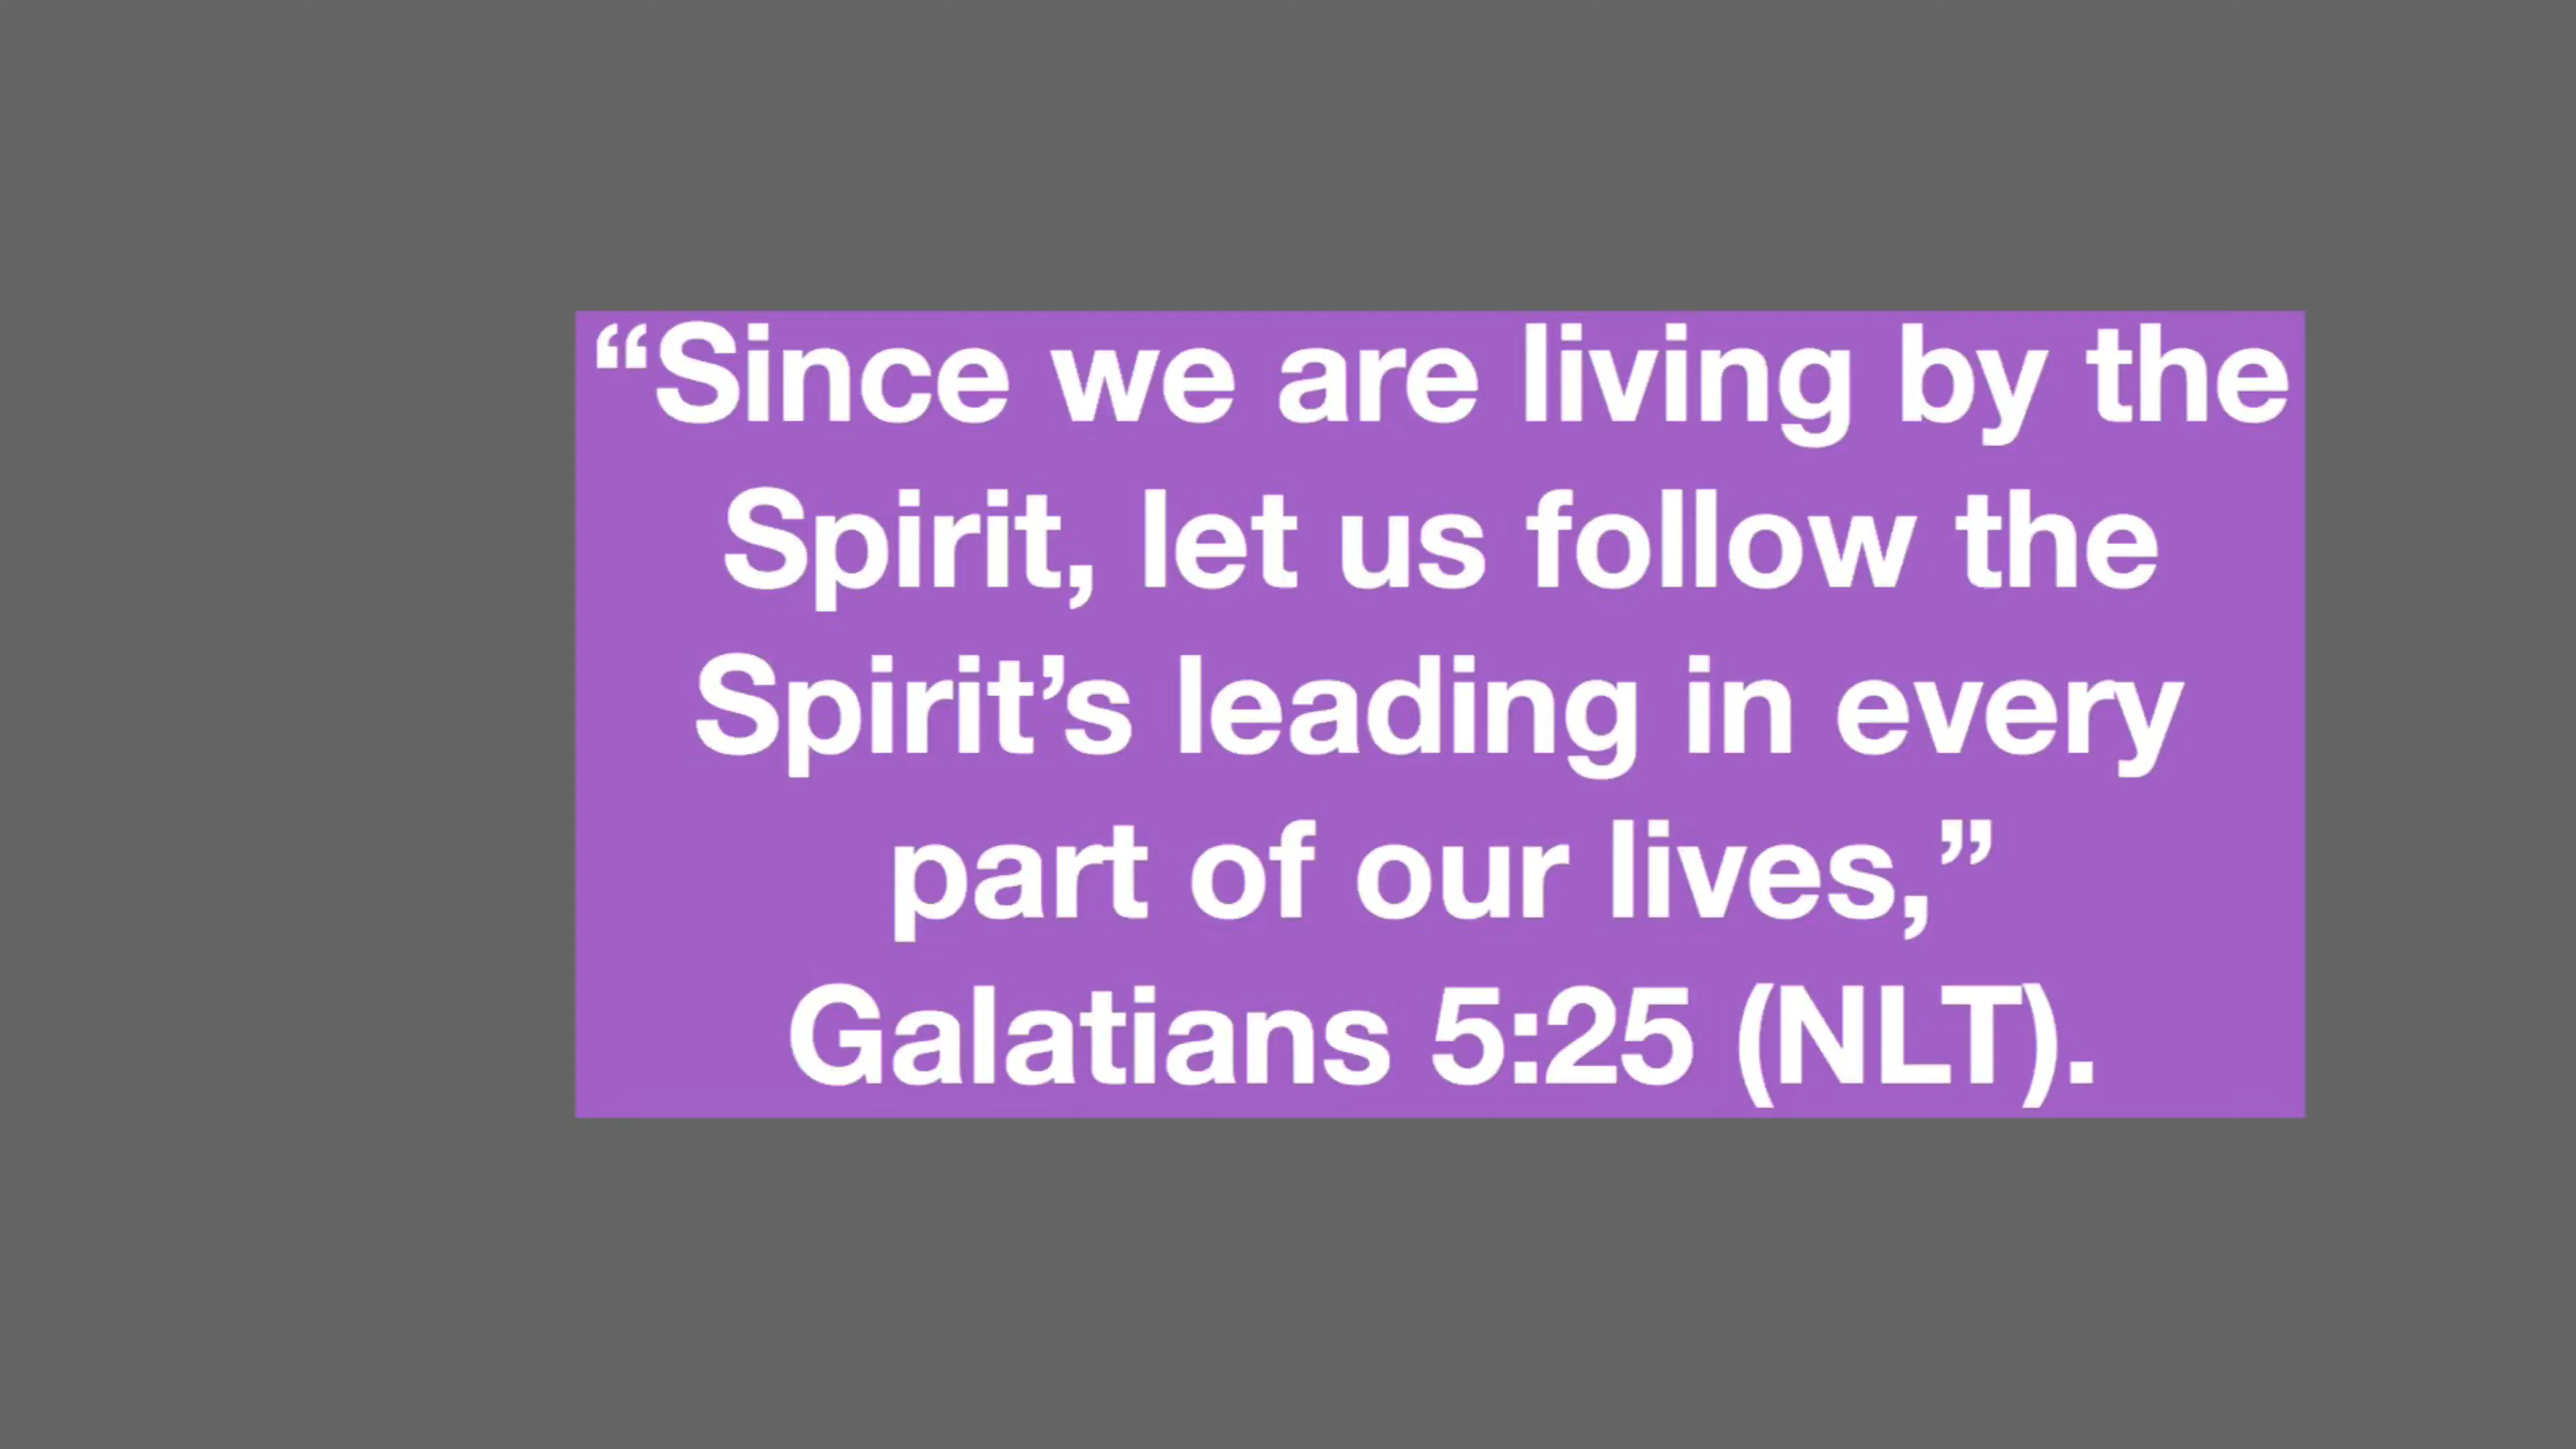 “Since we are living by the
Spirit, let us follow the
Spirit’s leading in every
part of our lives,”
Galatians 5:25 (NLT).